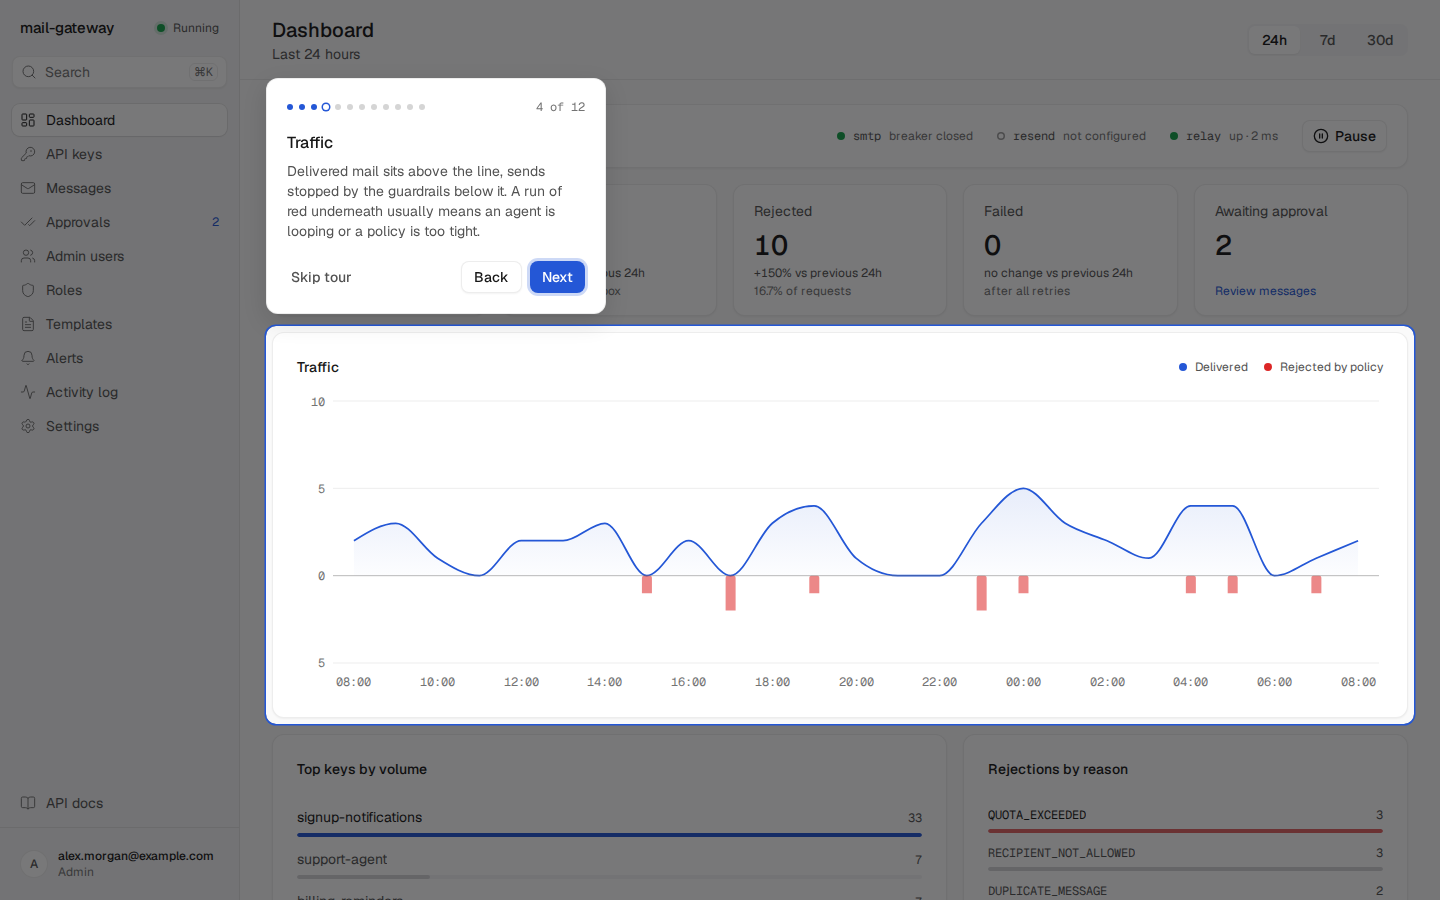 mail-gateway
Running
Search
⌘K
Dashboard
API keys
Messages
Approvals 2
Admin users
Roles
Templates
Alerts
Activity log
Settings
API docs
A
alex.morgan@example.com
Admin
Dashboard
Last 24 hours
24h 7d 30d
smtp breaker closed
resend not configured
relay up · 2 ms
Pause
4 of 12
Traffic
Delivered mail sits above the line, sends
stopped by the guardrails below it. A run of
red underneath usually means an agent is
looping or a policy is too tight.
Skip tour
Back
Next
Rejected
10
+150% vs previous 24h
16.7% of requests
Failed
0
no change vs previous 24h
after all retries
Awaiting approval
2
Review messages
Traffic
Delivered
Rejected by policy
10
5
0
5
08:00 10:00 12:00 14:00 16:00 18:00 20:00 22:00 00:00 02:00 04:00 06:00 08:00
Top keys by volume
signup-notifications 33
support-agent 7
Rejections by reason
QUOTA_EXCEEDED 3
RECIPIENT_NOT_ALLOWED 3
DUPLICATE_MESSAGE 2